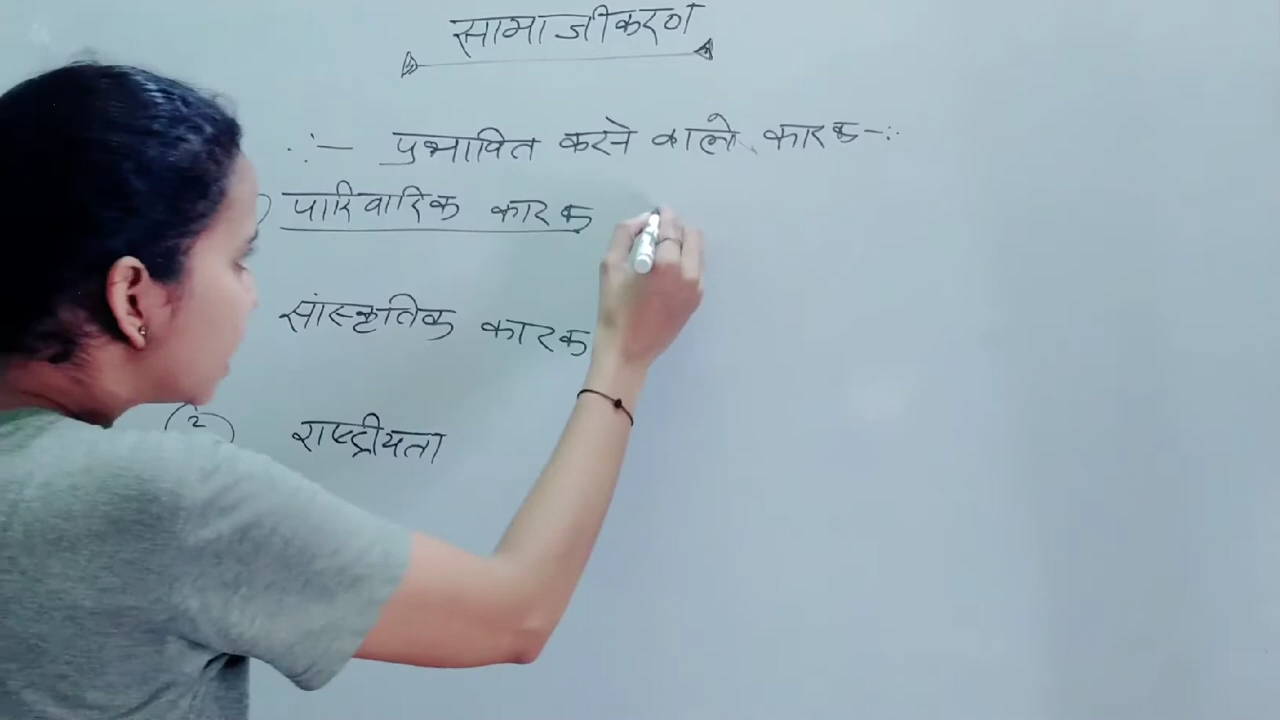 सामाजीकरण
∴— प्रभावित करने वाले कारक -:
पारिवारिक कारक
सांस्कृतिक कारक
2 राष्ट्रीयता